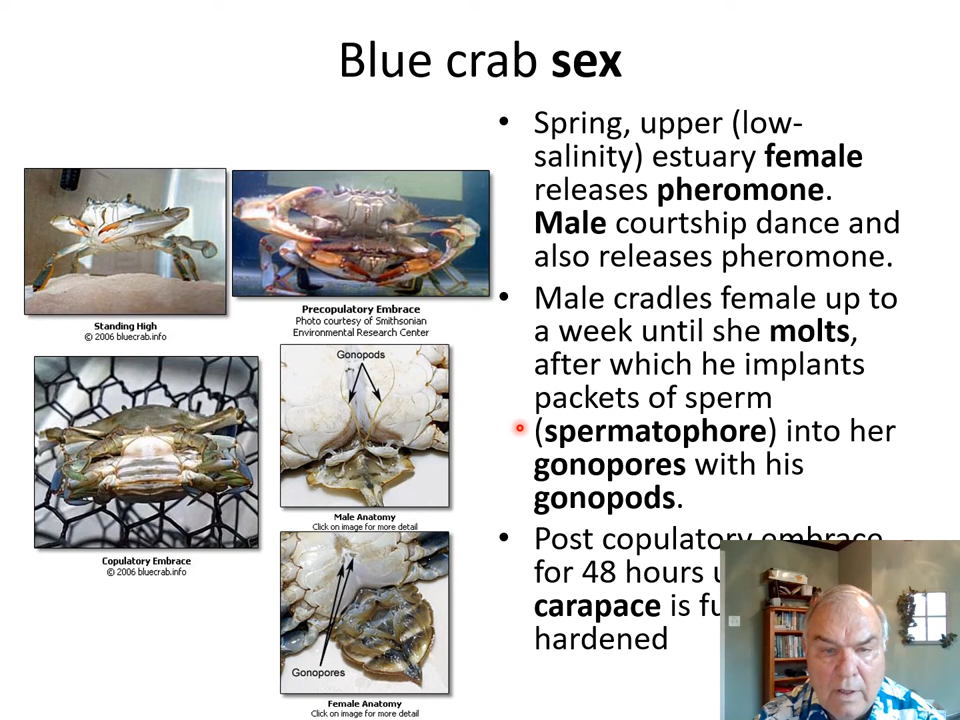 Blue crab sex
Standing High
© 2006 bluecrab.info
Precopulatory Embrace
Photo courtesy of Smithsonian
Environmental Research Center
Copulatory Embrace
© 2006 bluecrab.info
Gonopods
Male Anatomy
Click on image for more detail
Gonopores
Female Anatomy
Click on image for more detail
• Spring, upper (low-
salinity) estuary female
releases pheromone.
Male courtship dance and
also releases pheromone.
• Male cradles female up to
a week until she molts,
after which he implants
packets of sperm
(spermatophore) into her
gonopores with his
gonopods.
• Post copulatory embrace
for 48 hours
carapace is
hardened